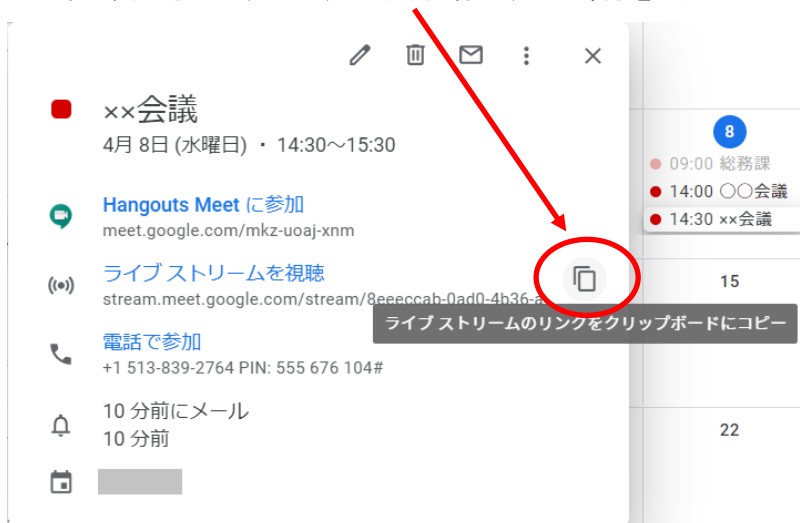 ××会議
4月 8日 (水曜日) ・ 14:30～15:30
Hangouts Meet に参加
meet.google.com/mkz-uoaj-xnm
ライブ ストリームを視聴
stream.meet.google.com/stream/8eeeccab-0ad0-4b36-a
ライブ ストリームのリンクをクリップボードにコピー
電話で参加
+1 513-839-2764 PIN: 555 676 104#
10 分前にメール
10 分前
8
09:00 総務課
14:00 〇〇会議
14:30 ××会議
15
22